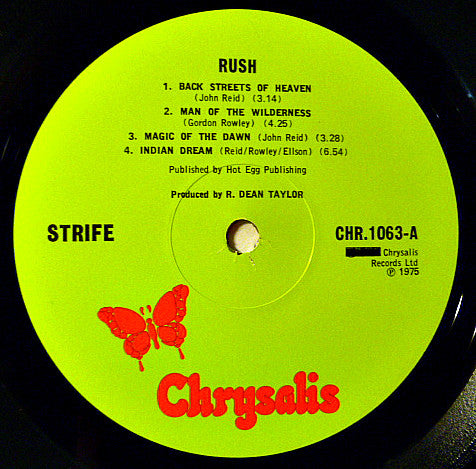 RUSH
1. BACK STREETS OF HEAVEN
(John Reid) (3.14)
2. MAN OF THE WILDERNESS
(Gordon Rowley) (4.25)
3. MAGIC OF THE DAWN (John Reid) (3.28)
4. INDIAN DREAM (Reid/Rowley/Ellson) (6.54)
Published by Hot Egg Publishing
Produced by R. DEAN TAYLOR
STRIFE
CHR.1063-A
Chrysalis
Records Ltd
℗ 1975
Chrysalis